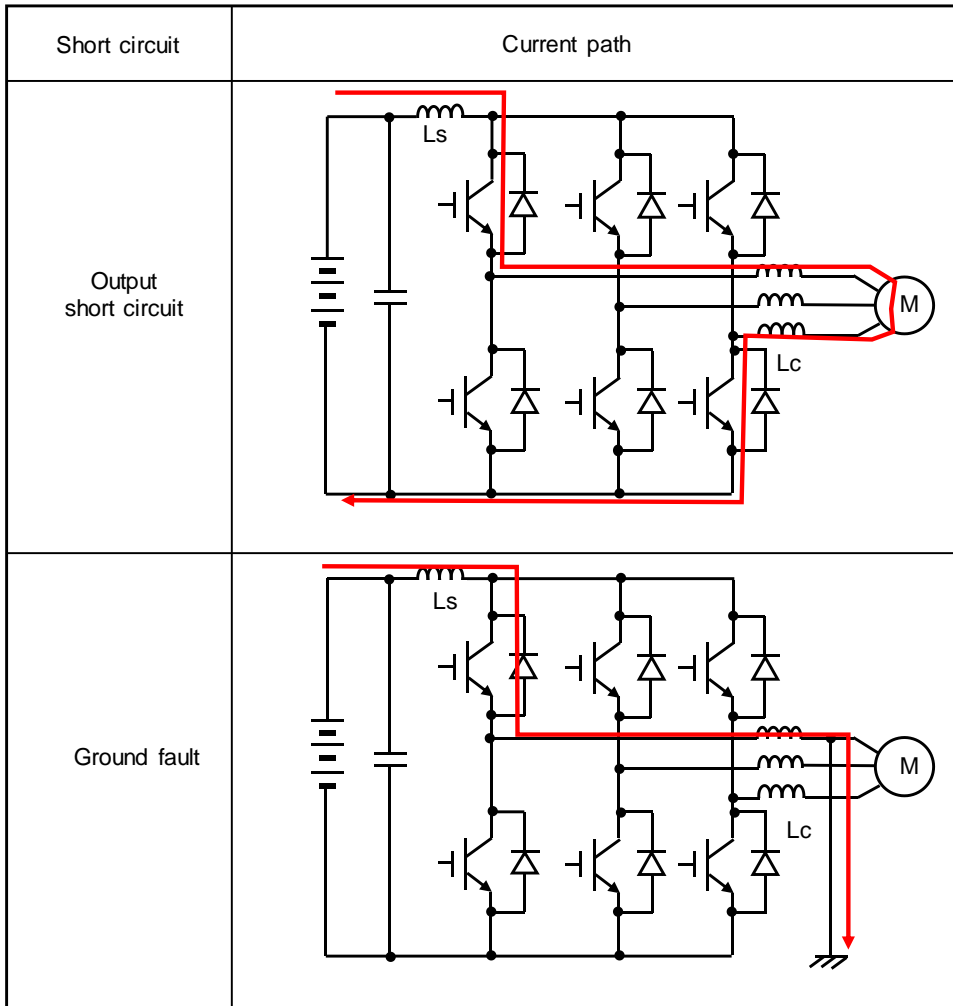 Short circuit
Current path
Output
short circuit
Ls
M
Lc
Ground fault
Ls
M
Lc